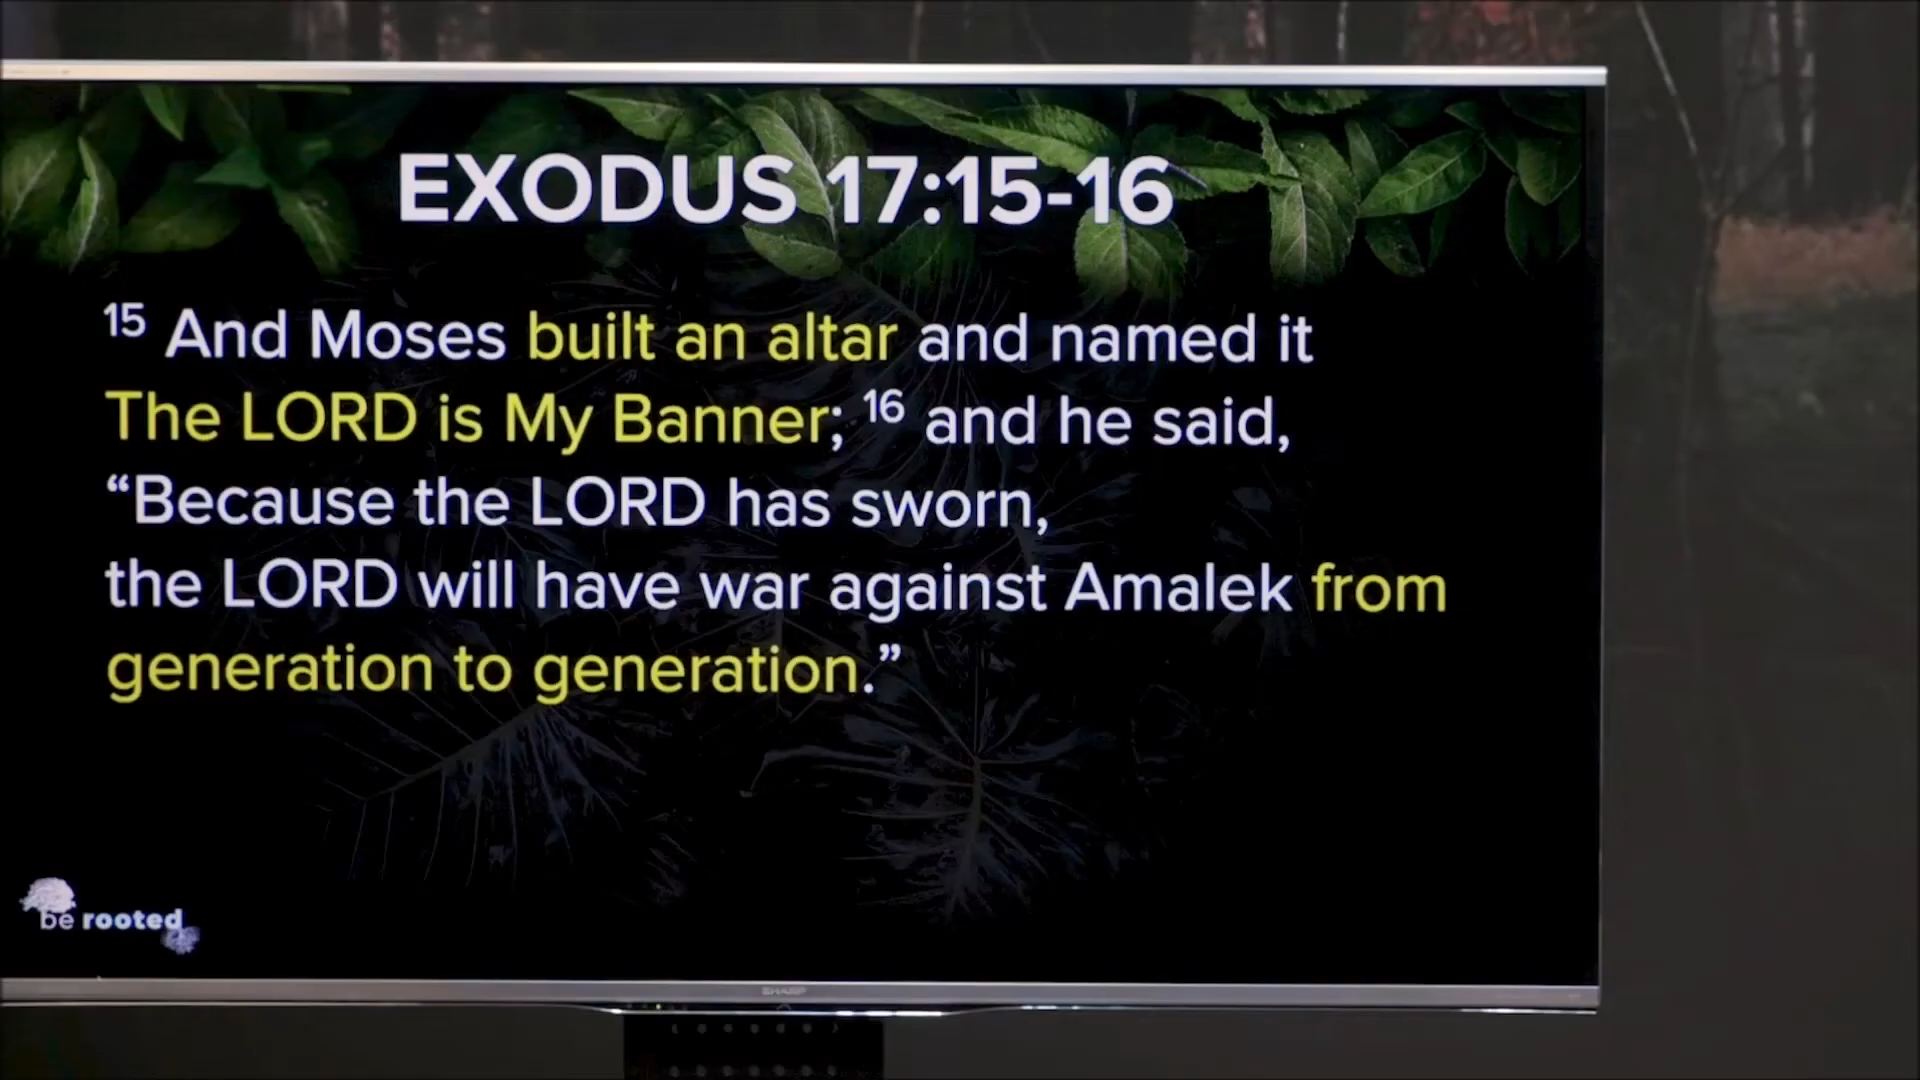 EXODUS 17:15-16
15 And Moses built an altar and named it
The LORD is My Banner; 16 and he said,
“Because the LORD has sworn,
the LORD will have war against Amalek from
generation to generation.”
be rooted
SHARP